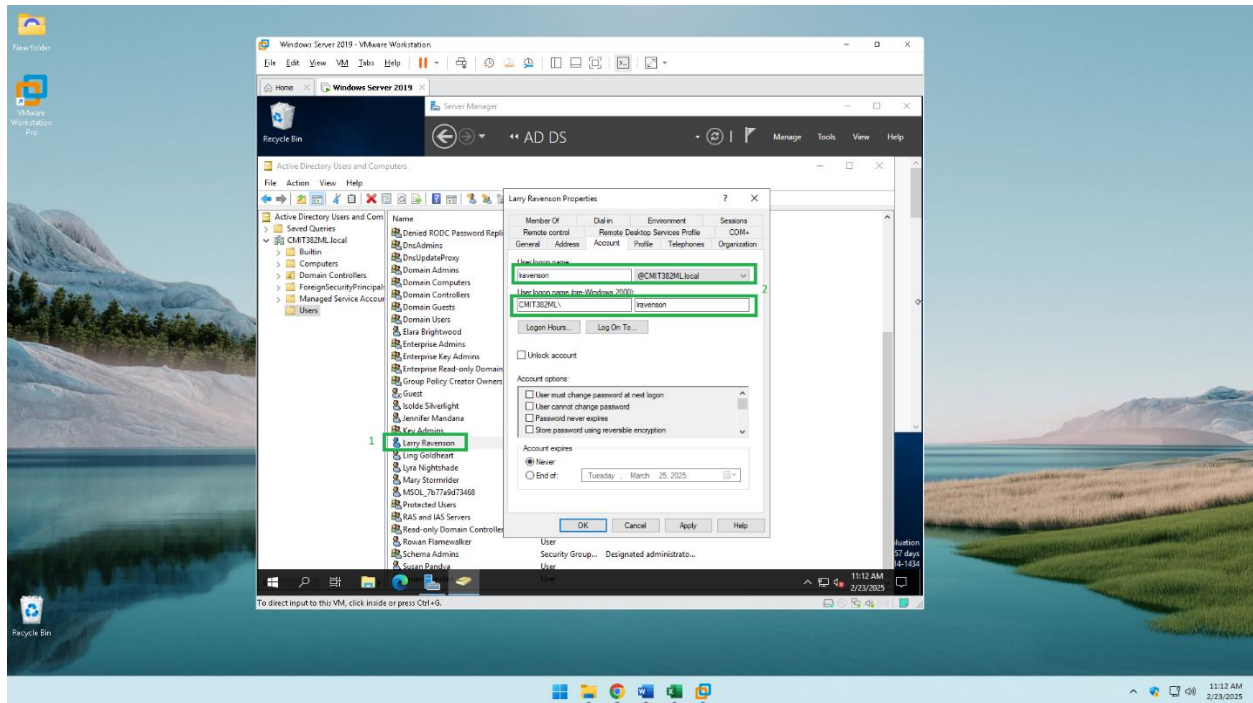 New folder
VMware
Workstation
Pro
Windows Server 2019 - VMware Workstation
File Edit View VM Tabs Help
Home
Windows Server 2019
Recycle Bin
Server Manager
AD DS
Manage Tools View Help
Active Directory Users and Computers
File Action View Help
Active Directory Users and Com
Saved Queries
CMIT382ML.local
Builtin
Computers
Domain Controllers
ForeignSecurityPrincipal
Managed Service Accou
Users
Name
Denied RODC Password Repli
DnsAdmins
DnsUpdateProxy
Domain Admins
Domain Computers
Domain Controllers
Domain Guests
Domain Users
Elara Brightwood
Enterprise Admins
Enterprise Key Admins
Enterprise Read-only Domain
Group Policy Creator Owners
Guest
Isolde Silverlight
Jennifer Mandana
Key Admins
1
Larry Ravenson
Ling Goldheart
Lyra Nightshade
Mary Stormrider
MSOL_7b77a9d73468
Protected Users
RAS and IAS Servers
Read-only Domain Controller
Rowan Flamewalker User
Schema Admins Security Group... Designated administrato...
Susan Pandya User
Larry Ravenson Properties ? X
Member Of Dial-in Environment Sessions
Remote control Remote Desktop Services Profile COM+
General Address Account Profile Telephones Organization
User logon name:
lravenson @CMIT382ML.local
User logon name (pre-Windows 2000):
2
CMIT382ML\ lravenson
Logon Hours... Log On To...
Unlock account
Account options:
User must change password at next logon
User cannot change password
Password never expires
Store password using reversible encryption
Account expires
Never
End of: Tuesday , March 25, 2025
OK Cancel Apply Help
57 days
11:12 AM
2/23/2025
To direct input to this VM, click inside or press Ctrl+G.
Recycle Bin
11:12 AM
2/23/2025